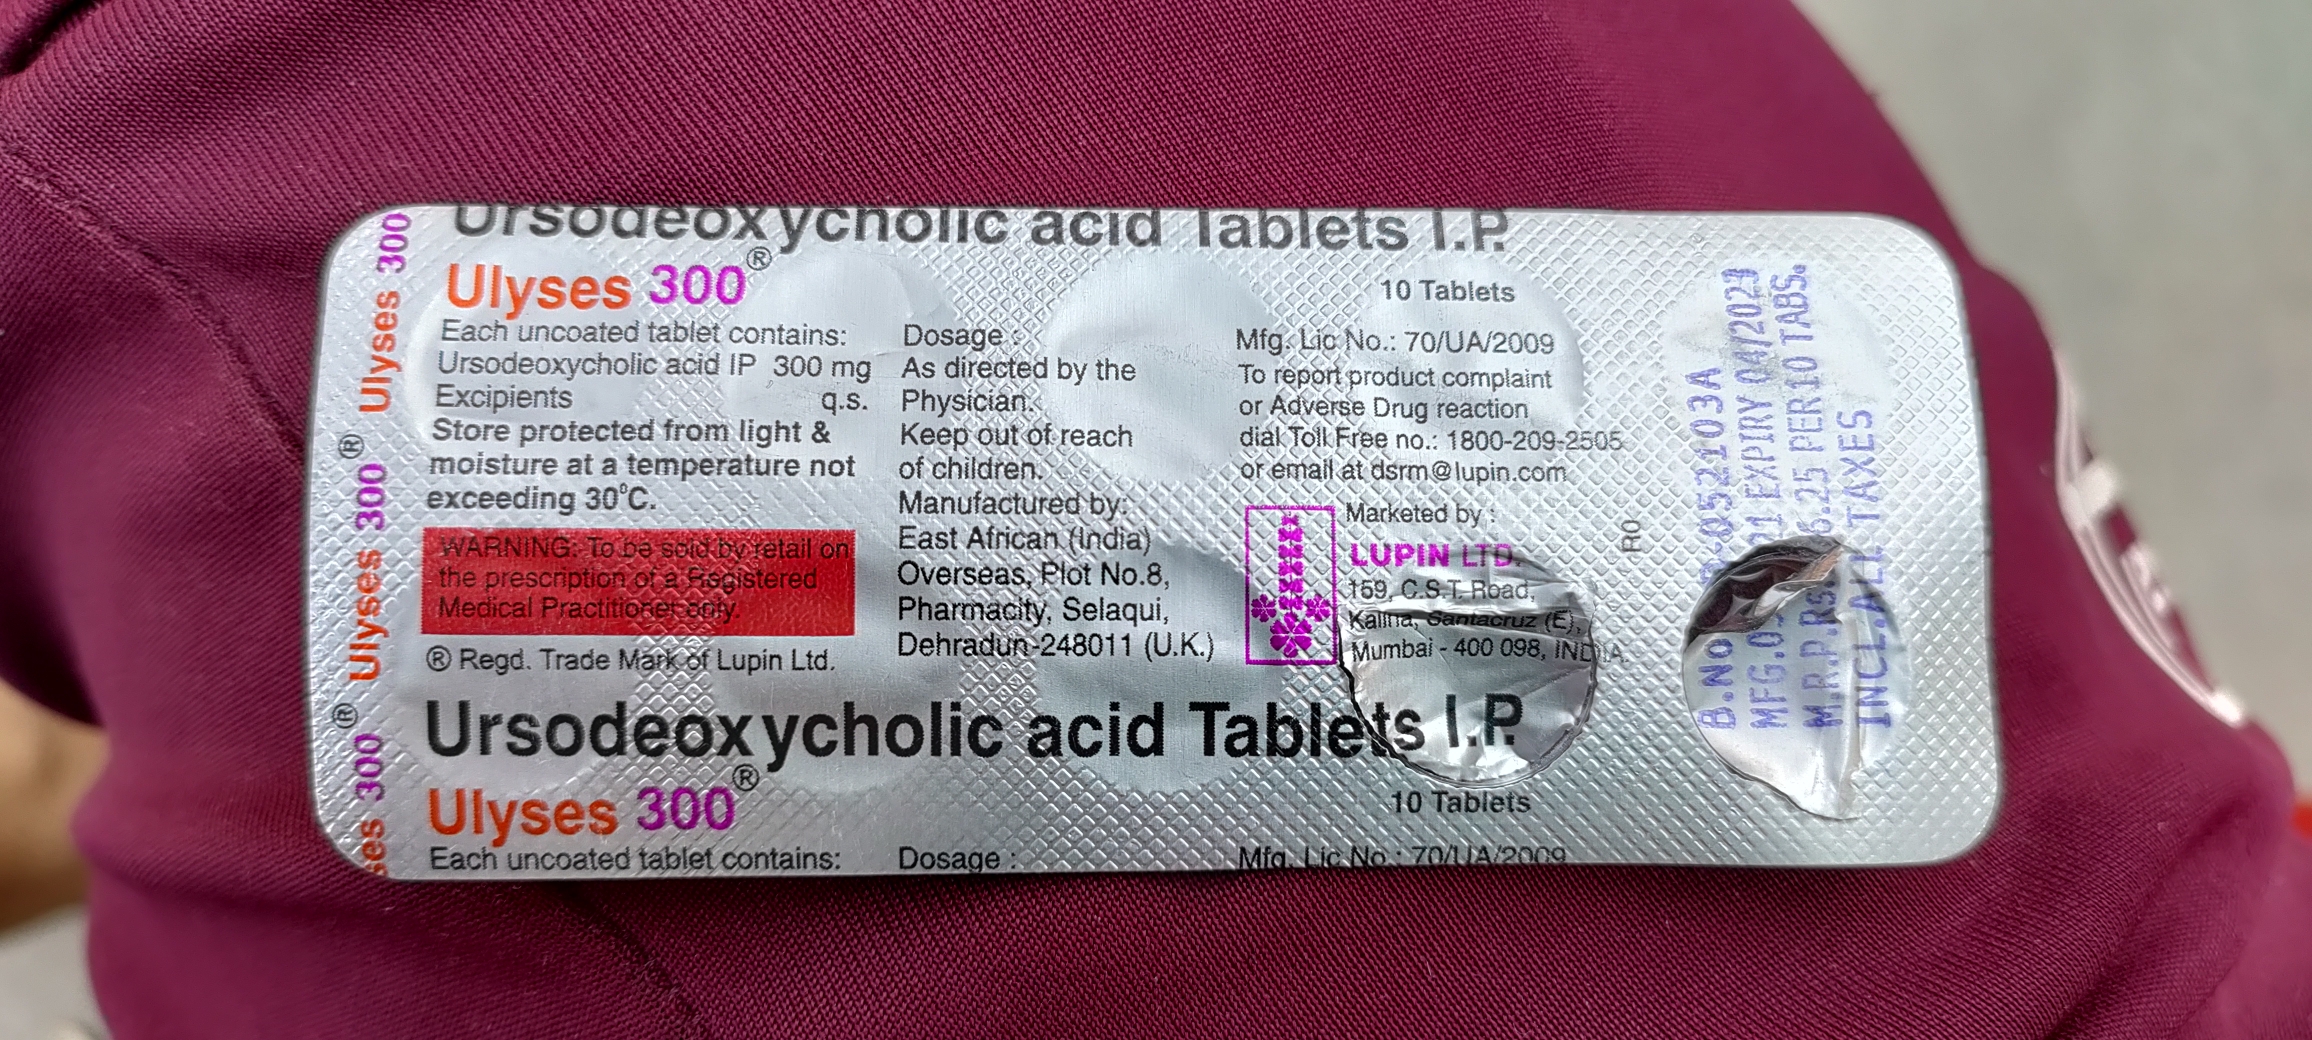 Ursodeoxycholic acid Tablets I.P.
Ulyses 300®
10 Tablets
Each uncoated tablet contains:
Ursodeoxycholic acid IP 300 mg
Excipients q.s.
Store protected from light &
moisture at a temperature not
exceeding 30°C.
WARNING: To be sold by retail on
the prescription of a Registered
Medical Practitioner only.
® Regd. Trade Mark of Lupin Ltd.
Dosage :
As directed by the
Physician.
Keep out of reach
of children.
Manufactured by:
East African (India)
Overseas, Plot No.8,
Pharmacity, Selaqui,
Dehradun-248011 (U.K.)
Mfg. Lic No.: 70/UA/2009
To report product complaint
or Adverse Drug reaction
dial Toll Free no.: 1800-209-2505
or email at dsrm@lupin.com
Marketed by :
LUPIN LTD.
159, C.S.T. Road,
Kalina, Santacruz (E),
Mumbai - 400 098, INDIA.
Ursodeoxycholic acid Tablets I.P.
Ulyses 300®
10 Tablets
Each uncoated tablet contains:
Dosage :
Mfg. Lic No.: 70/UA/2009
Ulyses 300
Ulyses 300®
ses 300®
R0
B.No
EXPIRY 04/2023
M.R.P.Rs. PER 10 TABS.
INCL.ALL TAXES